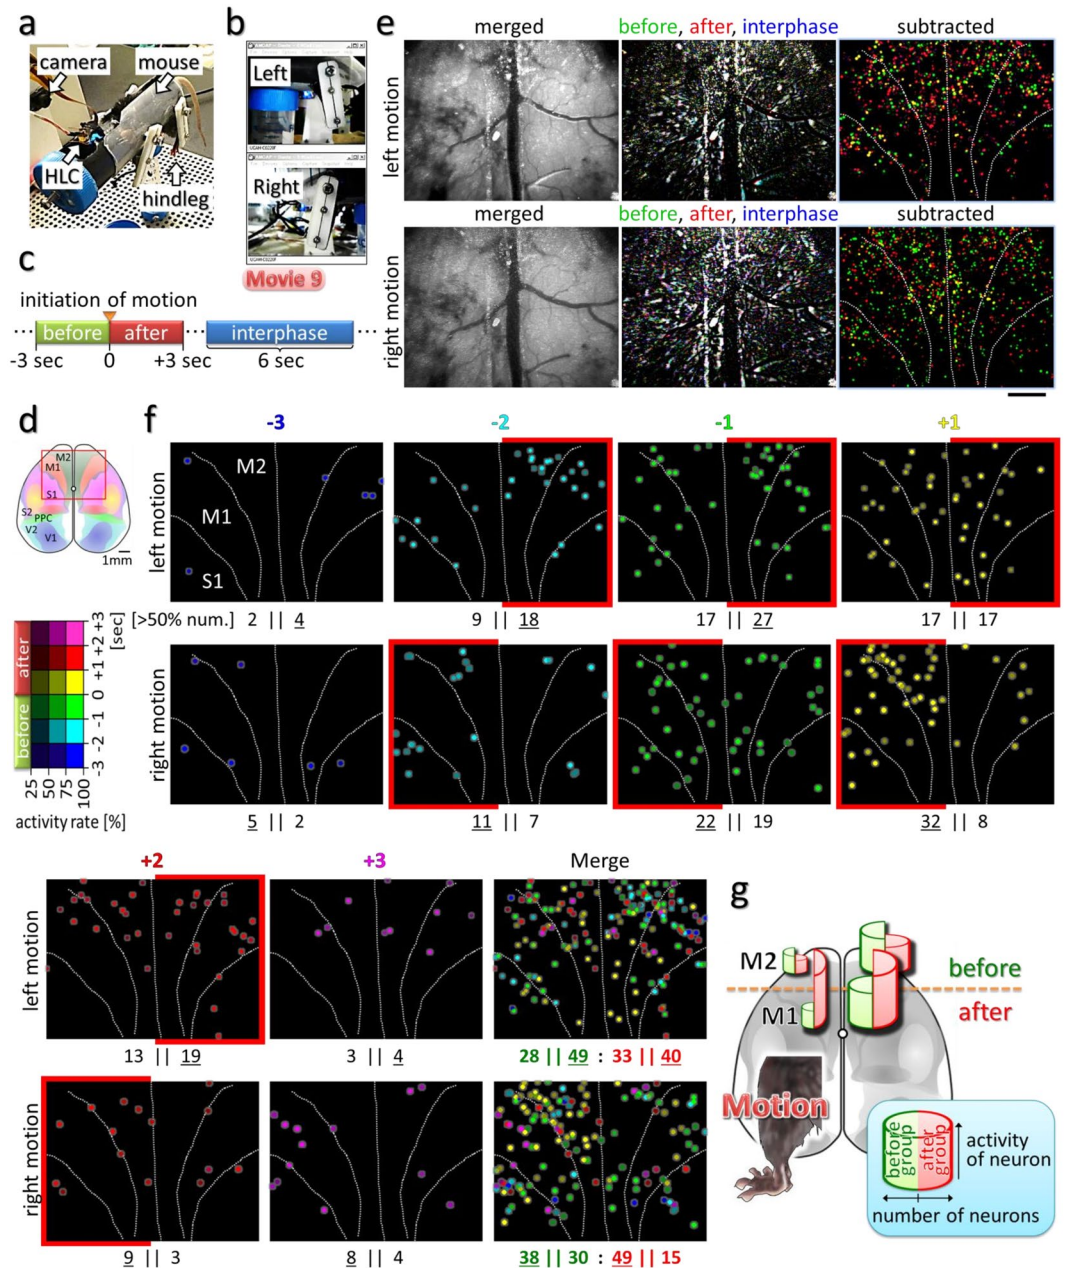 a
camera
mouse
HLC
hindleg
b
Left
Right
Movie 9
c
initiation of motion
before
after
interphase
-3 sec
0
+3 sec
6 sec
e
merged
before, after, interphase
subtracted
left motion
merged
before, after, interphase
subtracted
right motion
d
M2
M1
S1
S2
PPC
V2
V1
1mm
after
before
+3
+2
+1
0
-1
-2
-3
[sec]
25
50
75
100
activity rate [%]
f
-3
-2
-1
+1
left motion
M2
M1
S1
[>50% num.]
2 || 4
9 || 18
17 || 27
17 || 17
right motion
5 || 2
11 || 7
22 || 19
32 || 8
+2
+3
Merge
left motion
13 || 19
3 || 4
28 || 49 : 33 || 40
right motion
9 || 3
8 || 4
38 || 30 : 49 || 15
g
M2
before
M1
after
Motion
before group
after group
activity
of neuron
number of neurons